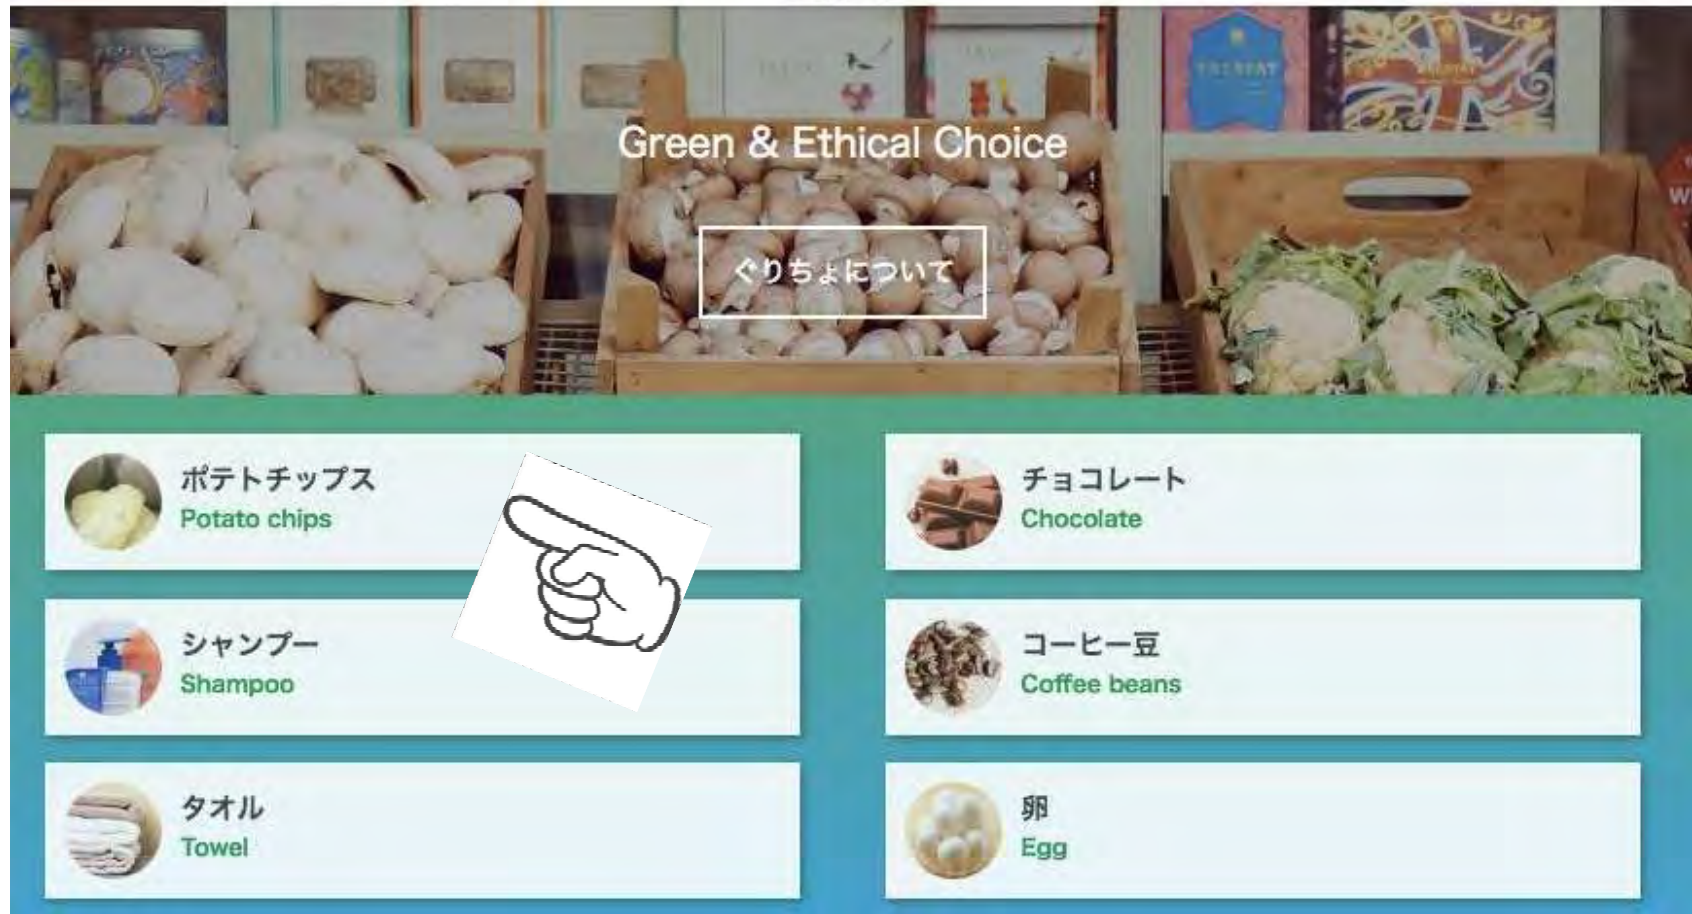 Green & Ethical Choice
ぐりちょについて
ポテトチップス
Potato chips
チョコレート
Chocolate
シャンプー
Shampoo
コーヒー豆
Coffee beans
タオル
Towel
卵
Egg